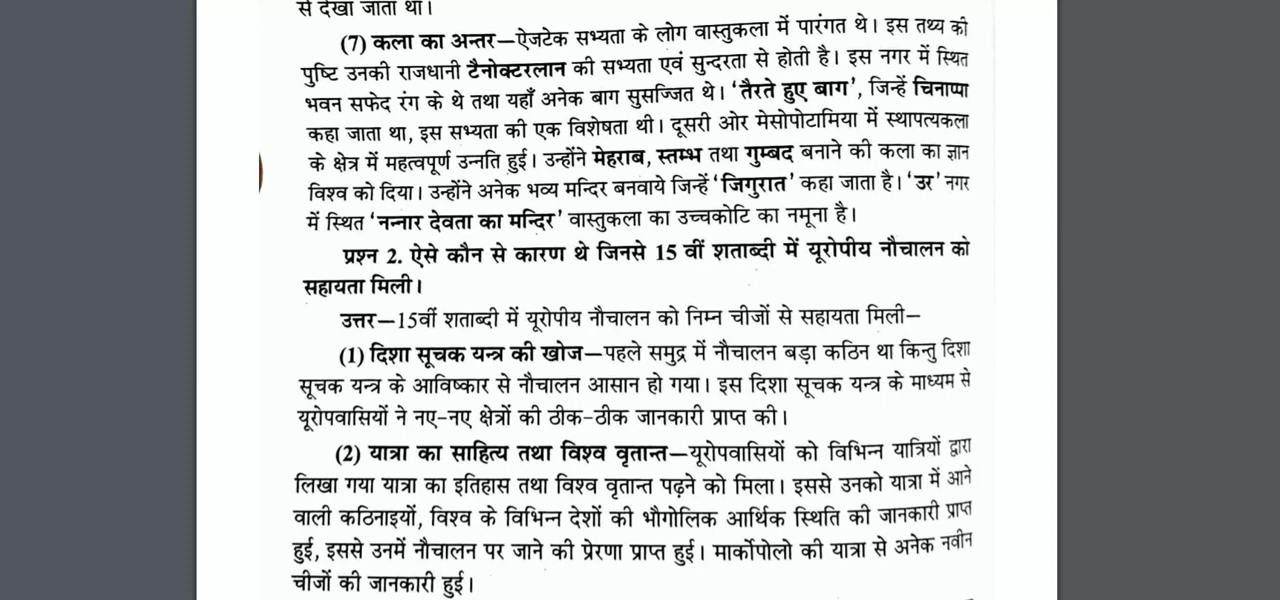 से देखा जाता था।
(7) कला का अन्तर—ऐजटेक सभ्यता के लोग वास्तुकला में पारंगत थे। इस तथ्य की
पुष्टि उनकी राजधानी टैनोक्टरलान की सभ्यता एवं सुन्दरता से होती है। इस नगर में स्थित
भवन सफेद रंग के थे तथा यहाँ अनेक बाग सुसज्जित थे। 'तैरते हुए बाग', जिन्हें चिनाप्पा
कहा जाता था, इस सभ्यता की एक विशेषता थी। दूसरी ओर मेसोपोटामिया में स्थापत्यकला
के क्षेत्र में महत्वपूर्ण उन्नति हुई। उन्होंने मेहराब, स्तम्भ तथा गुम्बद बनाने की कला का ज्ञान
विश्व को दिया। उन्होंने अनेक भव्य मन्दिर बनवाये जिन्हें 'जिगुरात' कहा जाता है। 'उर' नगर
में स्थित 'नन्नार देवता का मन्दिर' वास्तुकला का उच्चकोटि का नमूना है।
प्रश्न 2. ऐसे कौन से कारण थे जिनसे 15 वीं शताब्दी में यूरोपीय नौचालन को
सहायता मिली।
उत्तर—15वीं शताब्दी में यूरोपीय नौचालन को निम्न चीजों से सहायता मिली—
(1) दिशा सूचक यन्त्र की खोज—पहले समुद्र में नौचालन बड़ा कठिन था किन्तु दिशा
सूचक यन्त्र के आविष्कार से नौचालन आसान हो गया। इस दिशा सूचक यन्त्र के माध्यम से
यूरोपवासियों ने नए-नए क्षेत्रों की ठीक-ठीक जानकारी प्राप्त की।
(2) यात्रा का साहित्य तथा विश्व वृतान्त—यूरोपवासियों को विभिन्न यात्रियों द्वारा
लिखा गया यात्रा का इतिहास तथा विश्व वृतान्त पढ़ने को मिला। इससे उनको यात्रा में आने
वाली कठिनाइयों, विश्व के विभिन्न देशों की भौगोलिक आर्थिक स्थिति की जानकारी प्राप्त
हुई, इससे उनमें नौचालन पर जाने की प्रेरणा प्राप्त हुई। मार्कोपोलो की यात्रा से अनेक नवीन
चीजों की जानकारी हुई।